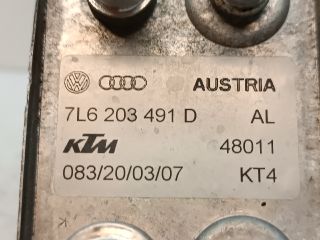 AUSTRIA
7L6 203 491 D AL
KTM 48011
083/20/03/07 KT4